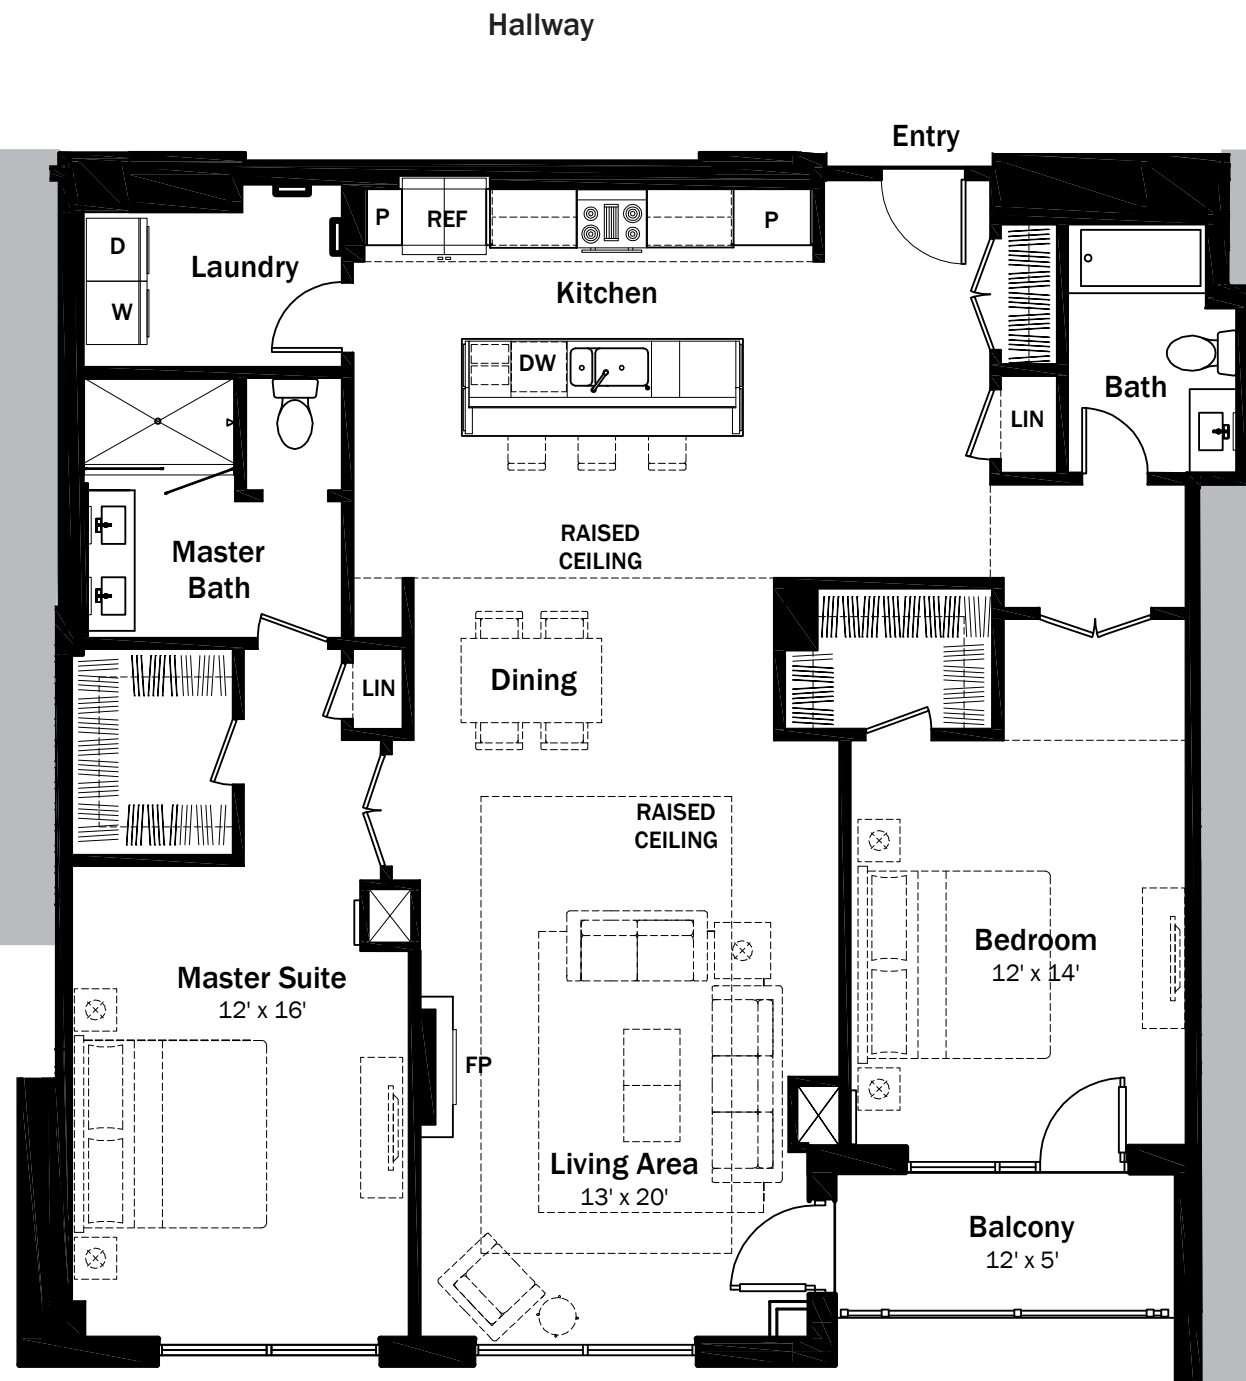 Hallway
Entry
P
REF
P
D
Laundry
W
Kitchen
DW
Bath
LIN
RAISED
CEILING
Master
Bath
LIN
Dining
RAISED
CEILING
Master Suite
12' x 16'
Bedroom
12' x 14'
FP
Living Area
13' x 20'
Balcony
12' x 5'